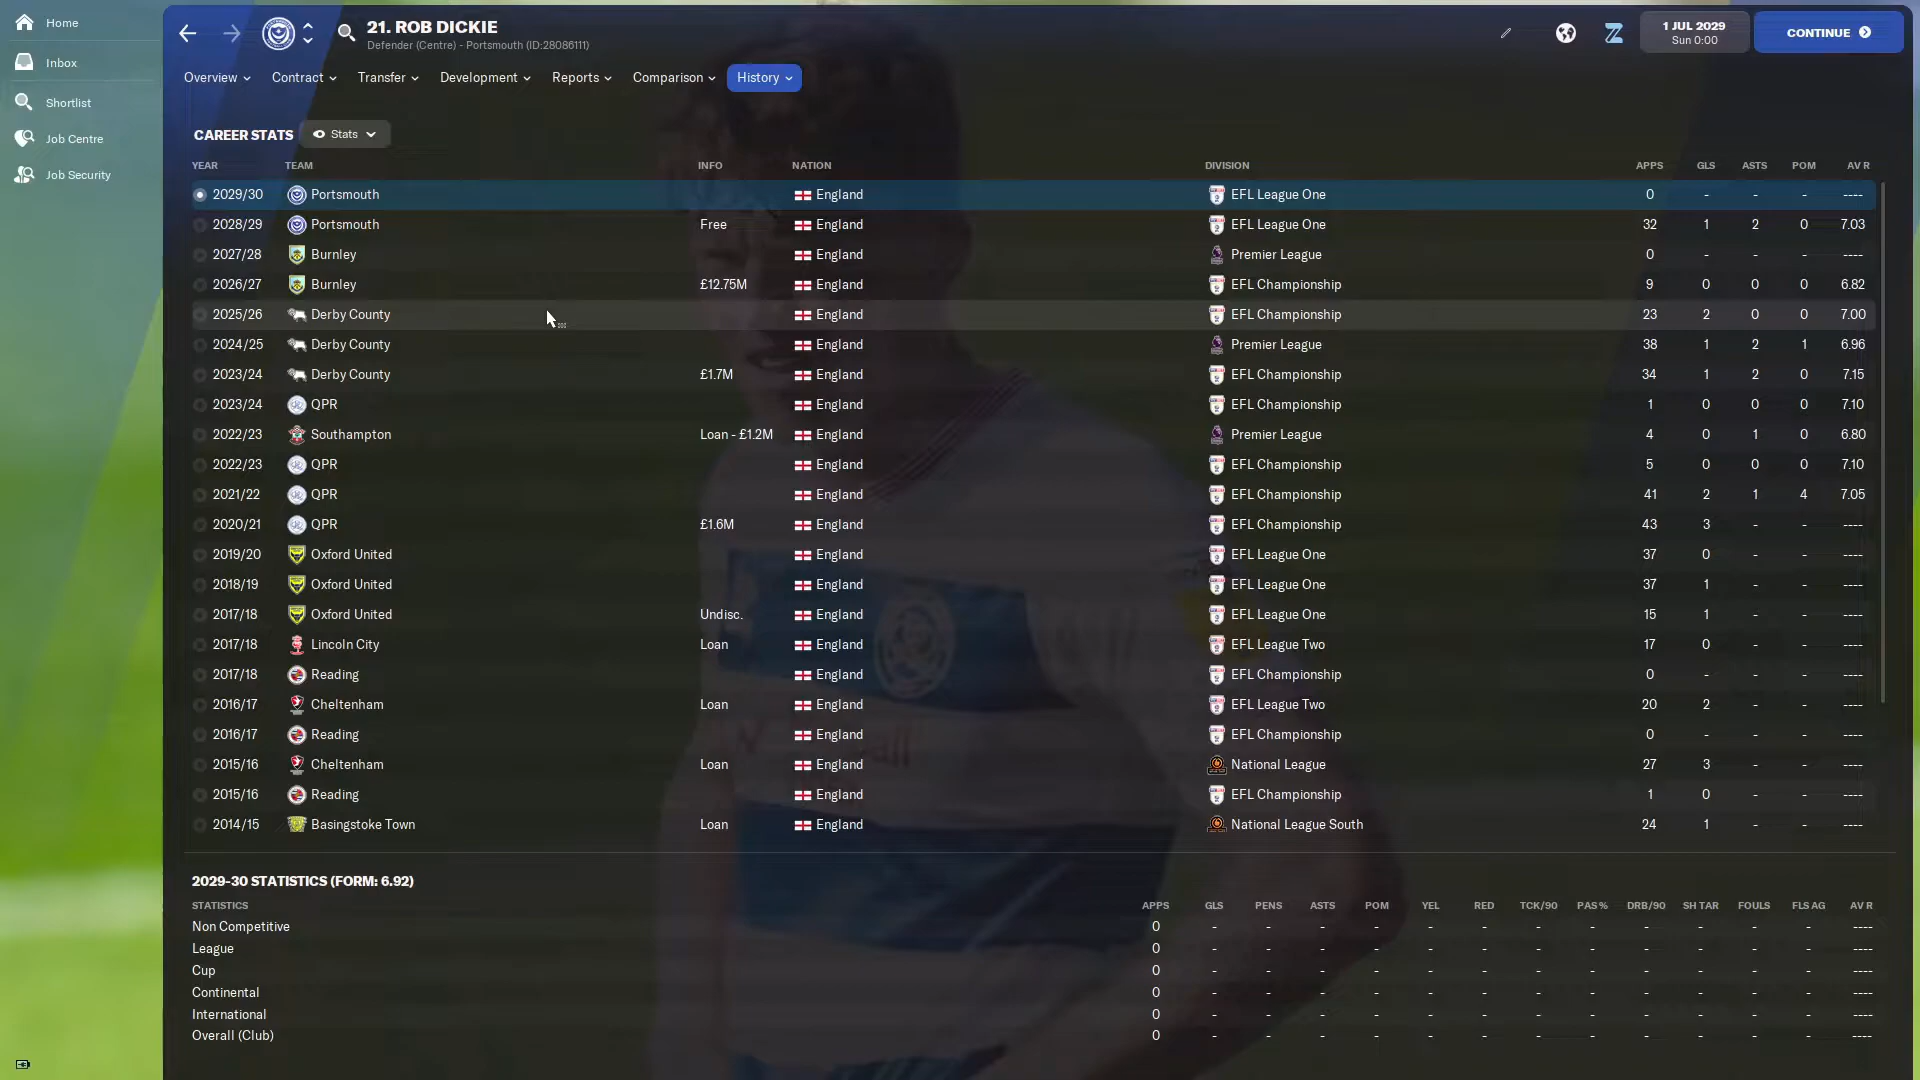 Home
Inbox
Shortlist
Job Centre
Job Security
21. ROB DICKIE
Defender (Centre) - Portsmouth (ID:28086111)
1 JUL 2029
Sun 0:00
CONTINUE
Overview Contract Transfer Development Reports Comparison History
CAREER STATS Stats
YEAR TEAM INFO NATION DIVISION APPS GLS ASTS POM AV R
2029/30 Portsmouth England EFL League One 0 - - - ----
2028/29 Portsmouth Free England EFL League One 32 1 2 0 7.03
2027/28 Burnley England Premier League 0 - - - ----
2026/27 Burnley £12.75M England EFL Championship 9 0 0 0 6.82
2025/26 Derby County England EFL Championship 23 2 0 0 7.00
2024/25 Derby County England Premier League 38 1 2 1 6.96
2023/24 Derby County £1.7M England EFL Championship 34 1 2 0 7.15
2023/24 QPR England EFL Championship 1 0 0 0 7.10
2022/23 Southampton Loan - £1.2M England Premier League 4 0 1 0 6.80
2022/23 QPR England EFL Championship 5 0 0 0 7.10
2021/22 QPR England EFL Championship 41 2 1 4 7.05
2020/21 QPR £1.6M England EFL Championship 43 3 - - ----
2019/20 Oxford United England EFL League One 37 0 - - ----
2018/19 Oxford United England EFL League One 37 1 - - ----
2017/18 Oxford United Undisc. England EFL League One 15 1 - - ----
2017/18 Lincoln City Loan England EFL League Two 17 0 - - ----
2017/18 Reading England EFL Championship 0 - - - ----
2016/17 Cheltenham Loan England EFL League Two 20 2 - - ----
2016/17 Reading England EFL Championship 0 - - - ----
2015/16 Cheltenham Loan England National League 27 3 - - ----
2015/16 Reading England EFL Championship 1 0 - - ----
2014/15 Basingstoke Town Loan England National League South 24 1 - - ----
2029-30 STATISTICS (FORM: 6.92)
STATISTICS APPS GLS PENS ASTS POM YEL RED TCK/90 PAS % DRB/90 SH TAR FOULS FLS AG AV R
Non Competitive 0 - - - - - - - - - - - - ----
League 0 - - - - - - - - - - - - ----
Cup 0 - - - - - - - - - - - - ----
Continental 0 - - - - - - - - - - - - ----
International 0 - - - - - - - - - - - - ----
Overall (Club) 0 - - - - - - - - - - - - ----